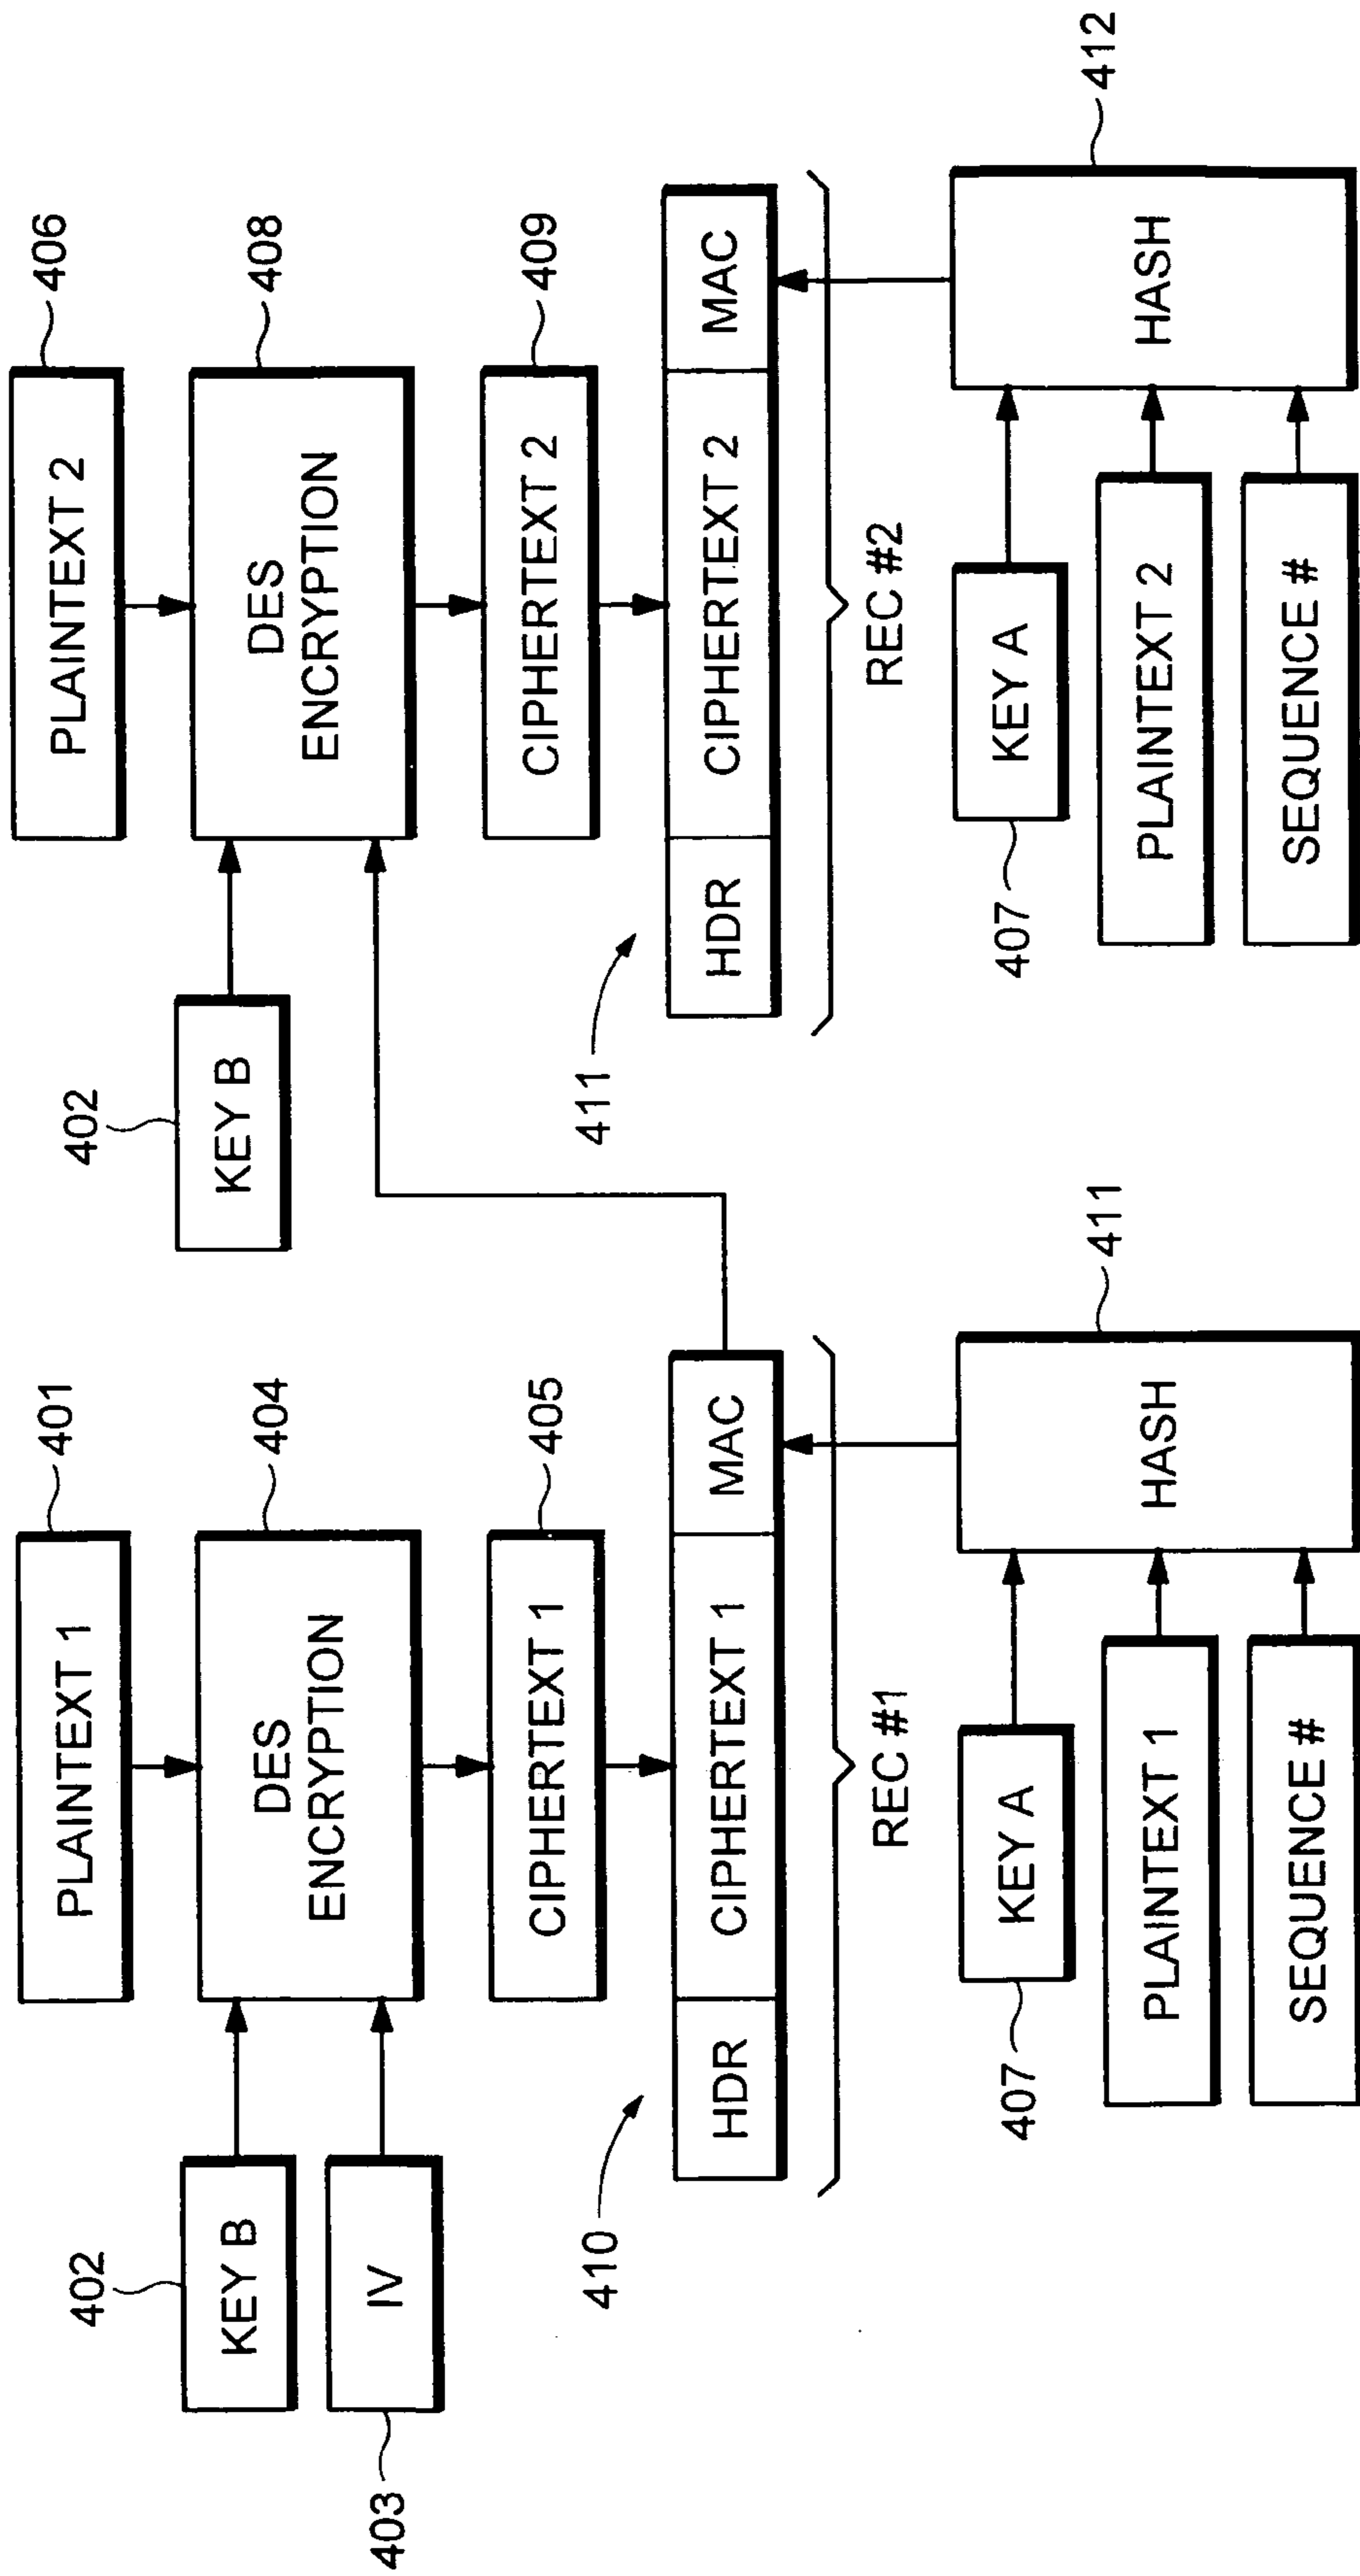 PLAINTEXT 1
401
402
KEY B
IV
403
DES
ENCRYPTION
404
CIPHERTEXT 1
405
410
HDR
CIPHERTEXT 1
MAC
REC #1
KEY A
407
PLAINTEXT 1
SEQUENCE #
HASH
411
PLAINTEXT 2
406
402
KEY B
DES
ENCRYPTION
408
CIPHERTEXT 2
409
411
HDR
CIPHERTEXT 2
MAC
REC #2
KEY A
407
PLAINTEXT 2
SEQUENCE #
HASH
412